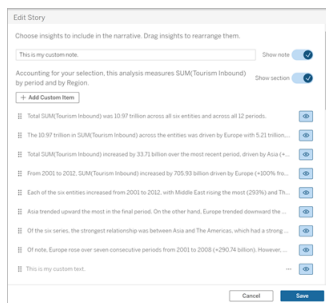 Edit Story
Choose insights to include in the narrative. Drag insights to rearrange them.
This is my custom note.
Show note
Accounting for your selection, this analysis measures SUM(Tourism Inbound)
by period and by Region.
Show section
+ Add Custom Item
Total SUM(Tourism Inbound) was 10.97 trillion across all six entities and across all 12 periods.
The 10.97 trillion in SUM(Tourism Inbound) across the entities was driven by Europe with 5.21 trillion,...
Total SUM(Tourism Inbound) increased by 33.71 billion over the most recent period, driven by Asia (+...
From 2001 to 2012, SUM(Tourism Inbound) increased by 705.93 billion driven by Europe (+100% fro...
Each of the six entities increased from 2001 to 2012, with Middle East rising the most (293%) and Th...
Asia trended upward the most in the final period. On the other hand, Europe trended downward the...
Of the six series, the strongest relationship was between Asia and The Americas, which had a strong...
Of note, Europe rose over seven consecutive periods from 2001 to 2008 (+290.74 billion). However, ...
This is my custom text.
Cancel
Save